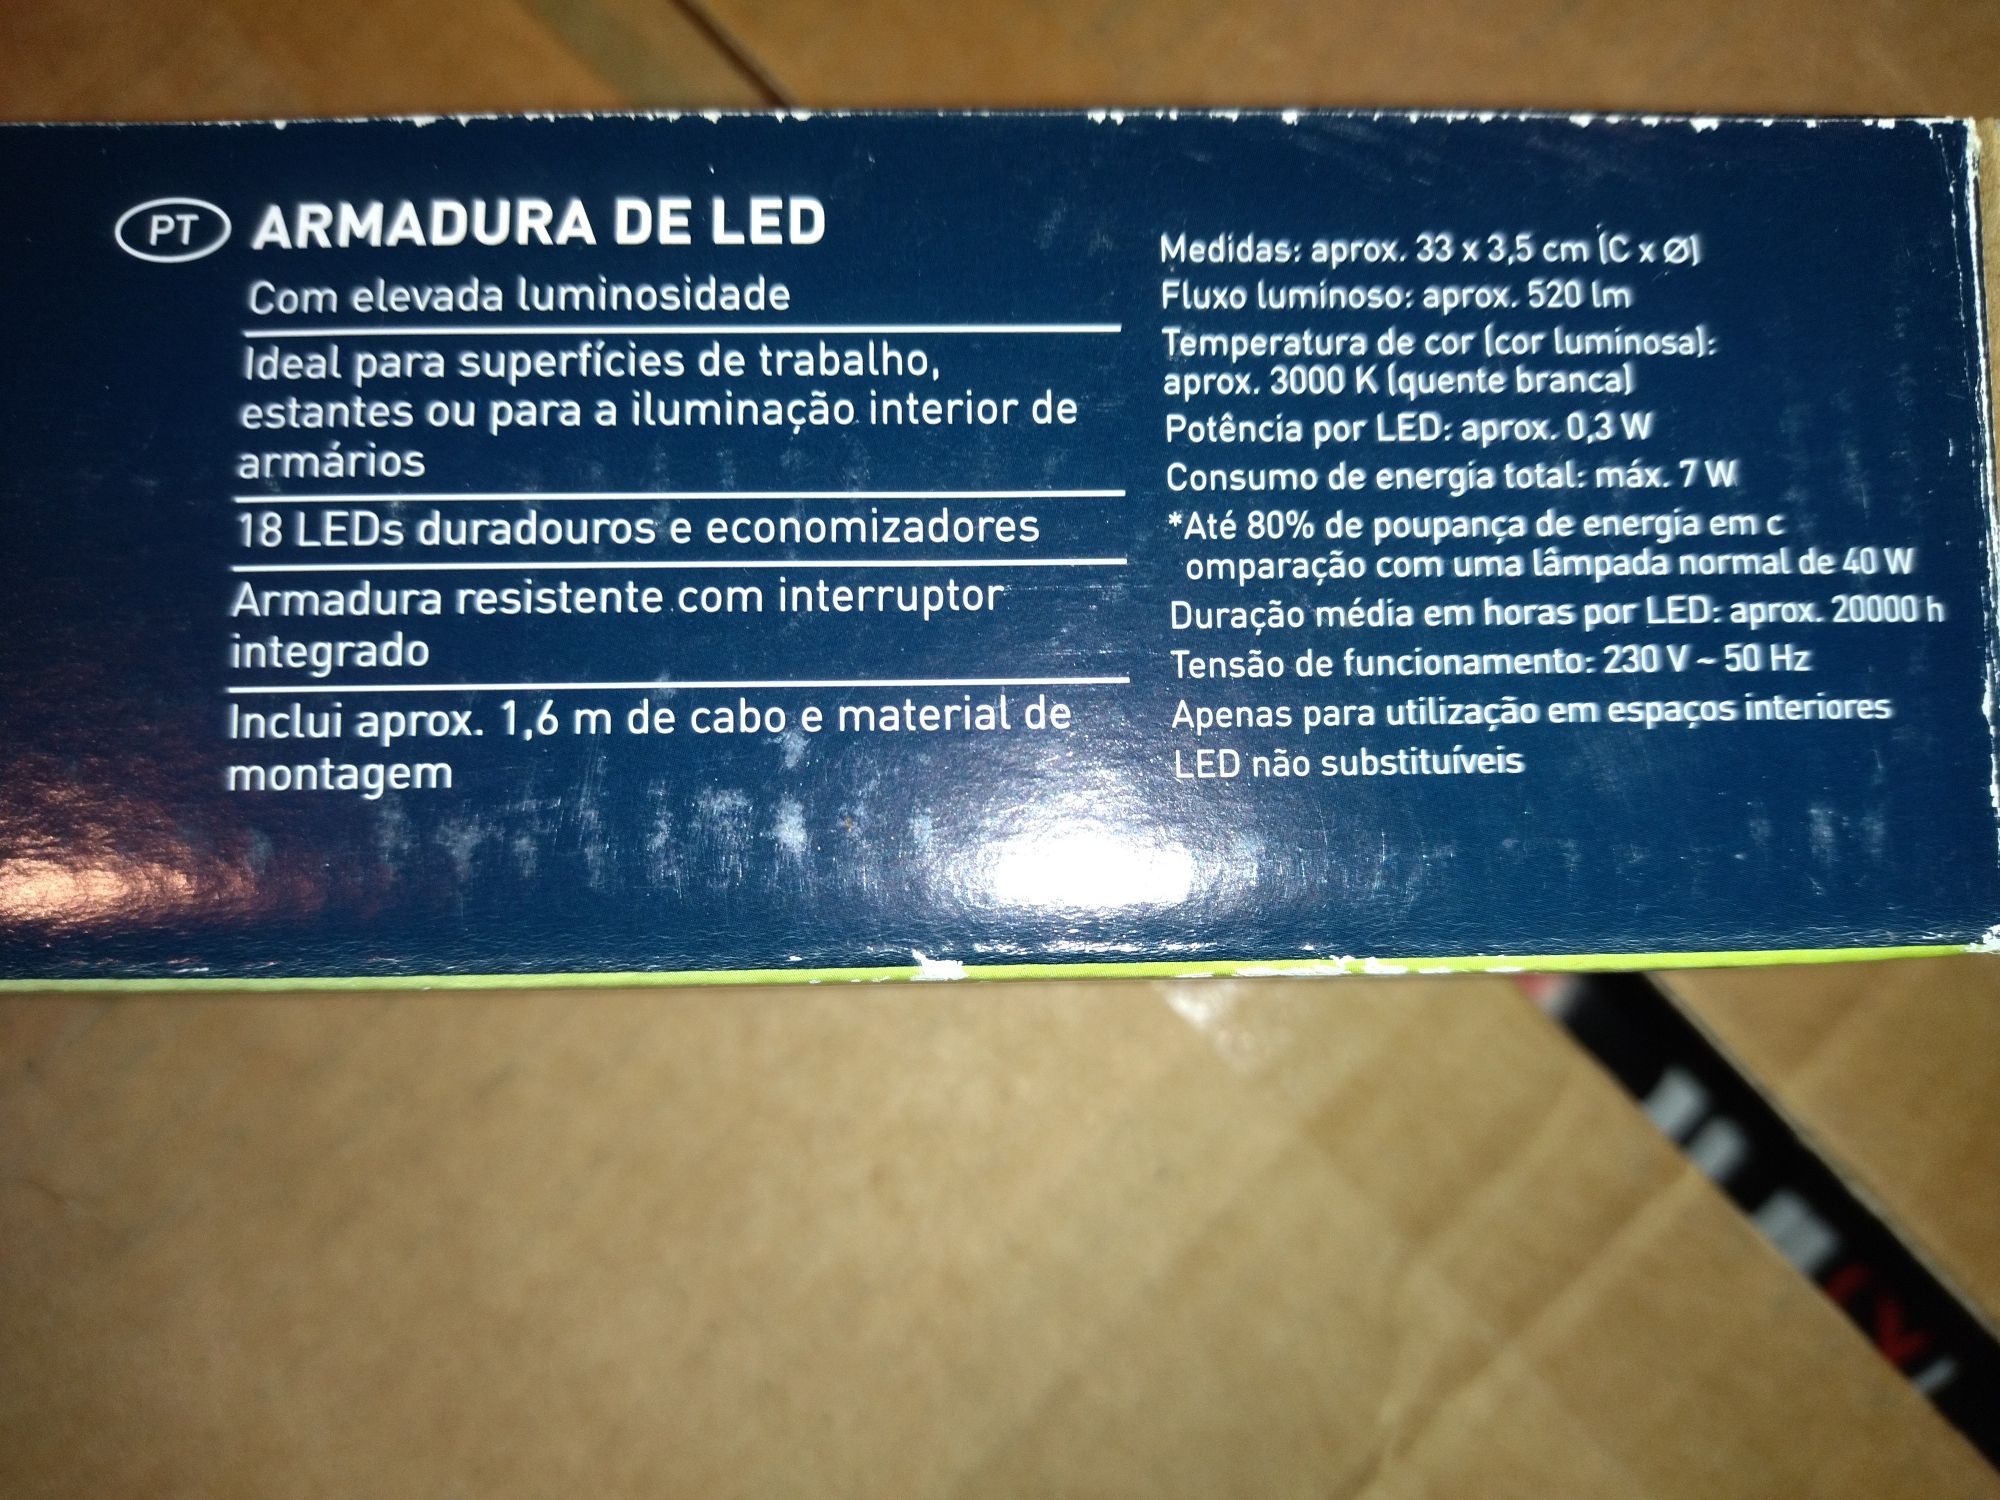 PT ARMADURA DE LED
Com elevada luminosidade
Ideal para superfícies de trabalho,
estantes ou para a iluminação interior de
armários
18 LEDs duradouros e economizadores
Armadura resistente com interruptor
integrado
Inclui aprox. 1,6 m de cabo e material de
montagem
Medidas: aprox. 33 x 3,5 cm (C x Ø)
Fluxo luminoso: aprox. 520 lm
Temperatura de cor (cor luminosa):
aprox. 3000 K (quente branca)
Potência por LED: aprox. 0,3 W
Consumo de energia total: máx. 7 W
*Até 80% de poupança de energia em c
omparação com uma lâmpada normal de 40 W
Duração média em horas por LED: aprox. 20000 h
Tensão de funcionamento: 230 V ~ 50 Hz
Apenas para utilização em espaços interiores
LED não substituíveis